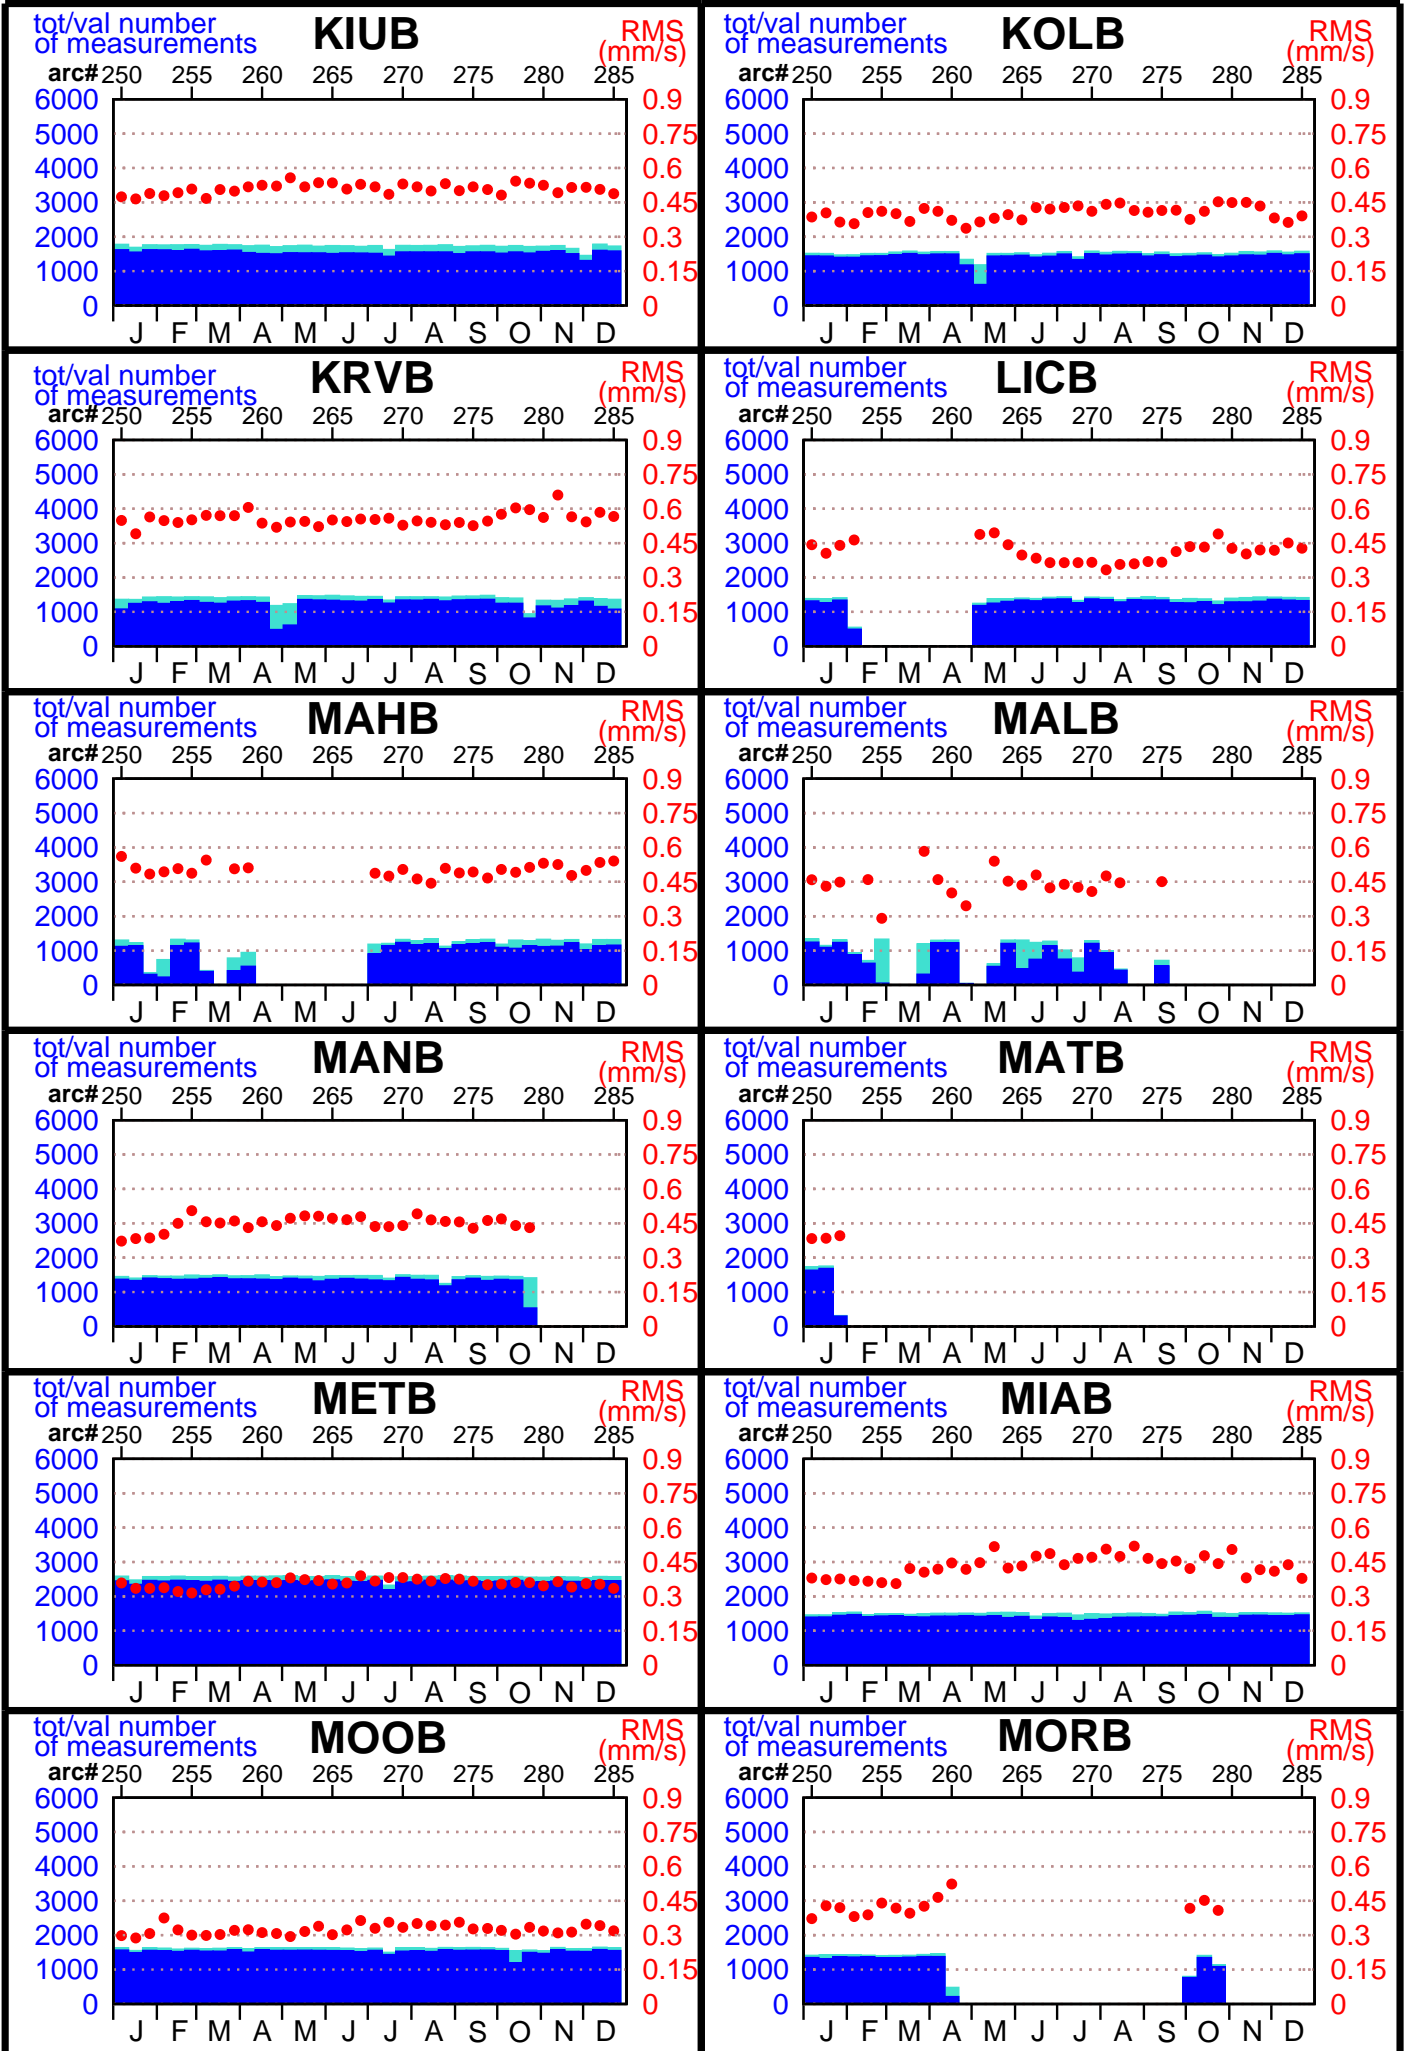 tot/val number
of measurements KIUB RMS
(mm/s)
arc# 250 255 260 265 270 275 280 285
6000 0.9
5000 0.75
4000 0.6
3000 0.45
2000 0.3
1000 0.15
0 0
J F M A M J J A S O N D
tot/val number
of measurements KOLB RMS
(mm/s)
arc# 250 255 260 265 270 275 280 285
6000 0.9
5000 0.75
4000 0.6
3000 0.45
2000 0.3
1000 0.15
0 0
J F M A M J J A S O N D
tot/val number
of measurements KRVB RMS
(mm/s)
arc# 250 255 260 265 270 275 280 285
6000 0.9
5000 0.75
4000 0.6
3000 0.45
2000 0.3
1000 0.15
0 0
J F M A M J J A S O N D
tot/val number
of measurements LICB RMS
(mm/s)
arc# 250 255 260 265 270 275 280 285
6000 0.9
5000 0.75
4000 0.6
3000 0.45
2000 0.3
1000 0.15
0 0
J F M A M J J A S O N D
tot/val number
of measurements MAHB RMS
(mm/s)
arc# 250 255 260 265 270 275 280 285
6000 0.9
5000 0.75
4000 0.6
3000 0.45
2000 0.3
1000 0.15
0 0
J F M A M J J A S O N D
tot/val number
of measurements MALB RMS
(mm/s)
arc# 250 255 260 265 270 275 280 285
6000 0.9
5000 0.75
4000 0.6
3000 0.45
2000 0.3
1000 0.15
0 0
J F M A M J J A S O N D
tot/val number
of measurements MANB RMS
(mm/s)
arc# 250 255 260 265 270 275 280 285
6000 0.9
5000 0.75
4000 0.6
3000 0.45
2000 0.3
1000 0.15
0 0
J F M A M J J A S O N D
tot/val number
of measurements MATB RMS
(mm/s)
arc# 250 255 260 265 270 275 280 285
6000 0.9
5000 0.75
4000 0.6
3000 0.45
2000 0.3
1000 0.15
0 0
J F M A M J J A S O N D
tot/val number
of measurements METB RMS
(mm/s)
arc# 250 255 260 265 270 275 280 285
6000 0.9
5000 0.75
4000 0.6
3000 0.45
2000 0.3
1000 0.15
0 0
J F M A M J J A S O N D
tot/val number
of measurements MIAB RMS
(mm/s)
arc# 250 255 260 265 270 275 280 285
6000 0.9
5000 0.75
4000 0.6
3000 0.45
2000 0.3
1000 0.15
0 0
J F M A M J J A S O N D
tot/val number
of measurements MOOB RMS
(mm/s)
arc# 250 255 260 265 270 275 280 285
6000 0.9
5000 0.75
4000 0.6
3000 0.45
2000 0.3
1000 0.15
0 0
J F M A M J J A S O N D
tot/val number
of measurements MORB RMS
(mm/s)
arc# 250 255 260 265 270 275 280 285
6000 0.9
5000 0.75
4000 0.6
3000 0.45
2000 0.3
1000 0.15
0 0
J F M A M J J A S O N D